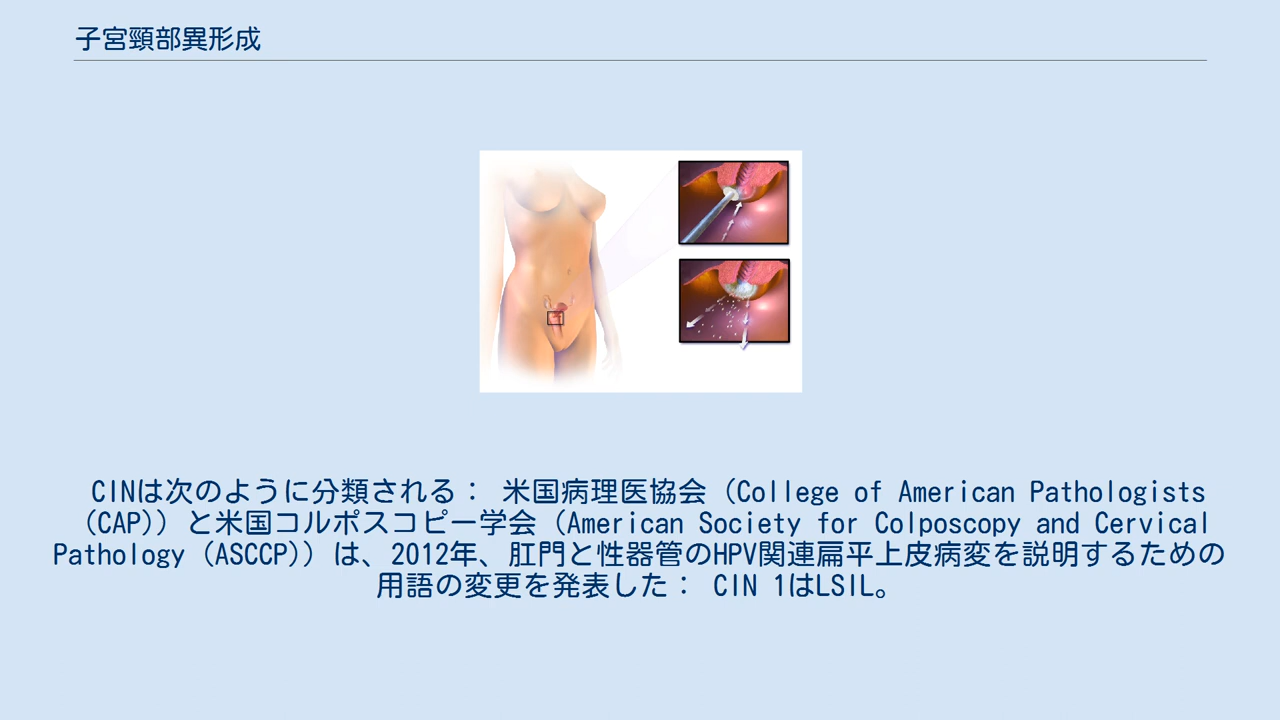 子宮頸部異形成
CINは次のように分類される： 米国病理医協会（College of American Pathologists
（CAP)）と米国コルポスコピー学会（American Society for Colposcopy and Cervical
Pathology（ASCCP)）は、2012年、肛門と性器管のHPV関連扁平上皮病変を説明するための
用語の変更を発表した： CIN 1はLSIL。